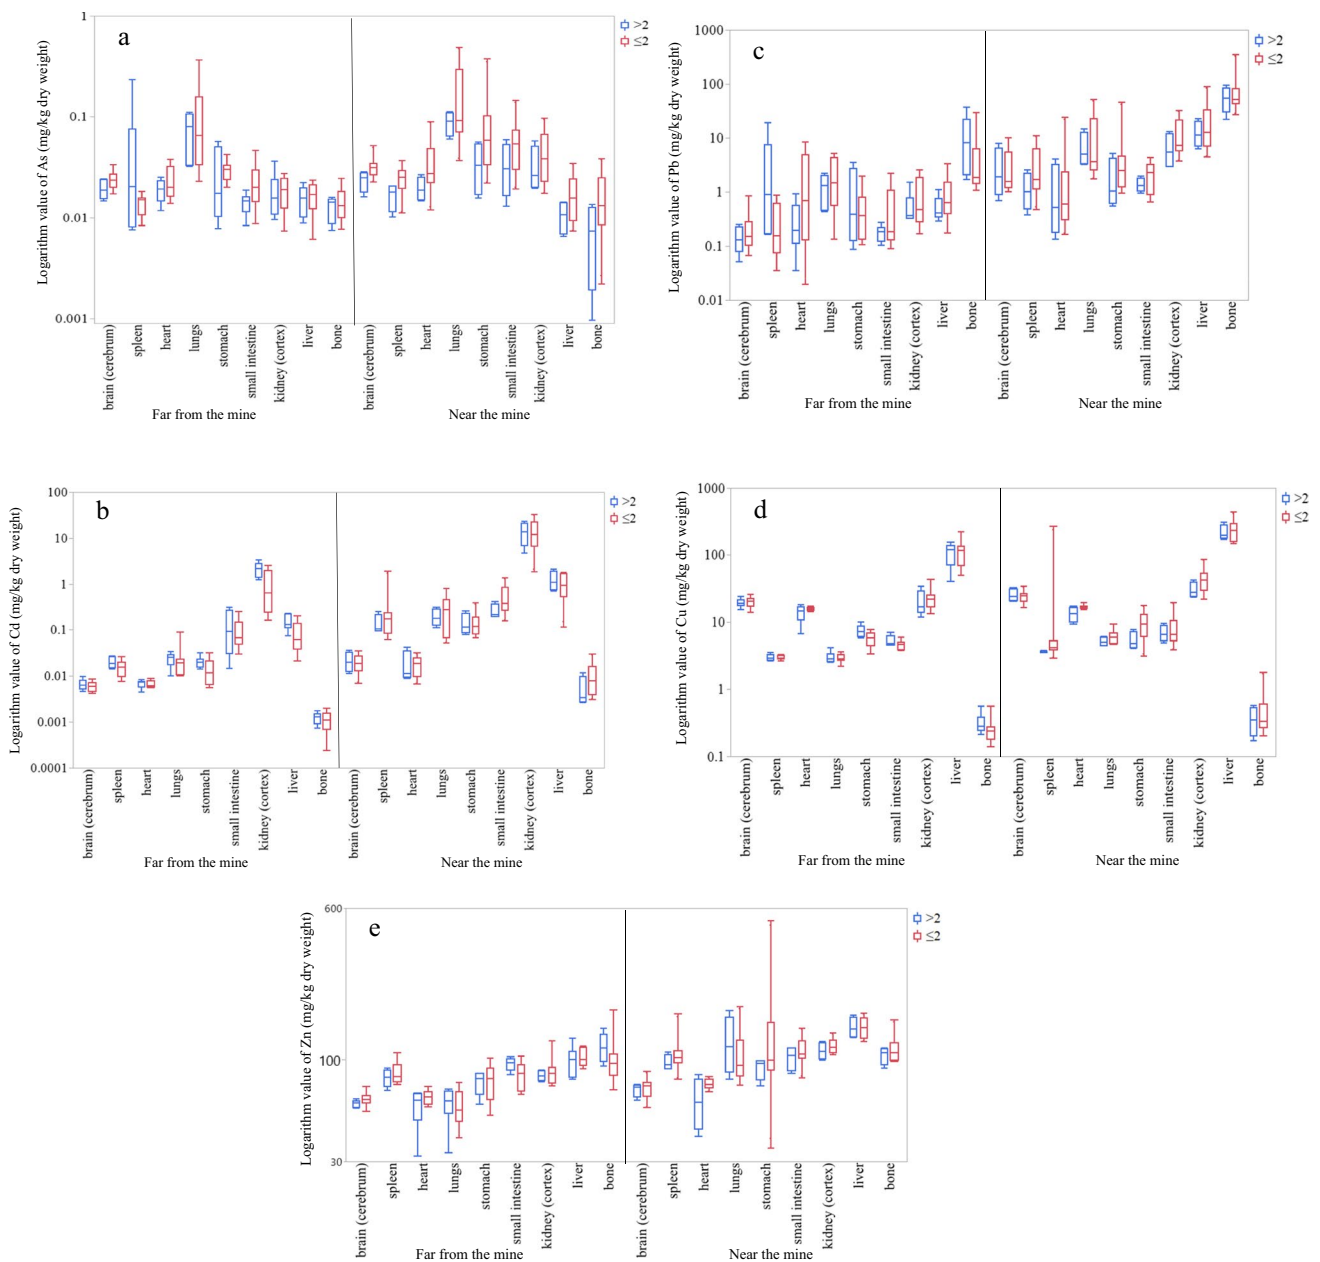 a
Logarithm value of As (mg/kg dry weight)
1
0.1
0.01
0.001
>2
≤2
brain (cerebrum)
spleen
heart
lungs
stomach
small intestine
kidney (cortex)
liver
bone
brain (cerebrum)
spleen
heart
lungs
stomach
small intestine
kidney (cortex)
liver
bone
Far from the mine
Near the mine
c
Logarithm value of Pb (mg/kg dry weight)
1000
100
10
1
0.1
0.01
>2
≤2
brain (cerebrum)
spleen
heart
lungs
stomach
small intestine
kidney (cortex)
liver
bone
brain (cerebrum)
spleen
heart
lungs
stomach
small intestine
kidney (cortex)
liver
bone
Far from the mine
Near the mine
b
Logarithm value of Cd (mg/kg dry weight)
100
10
1
0.1
0.01
0.001
0.0001
>2
≤2
brain (cerebrum)
spleen
heart
lungs
stomach
small intestine
kidney (cortex)
liver
bone
brain (cerebrum)
spleen
heart
lungs
stomach
small intestine
kidney (cortex)
liver
bone
Far from the mine
Near the mine
d
Logarithm value of Cu (mg/kg dry weight)
1000
100
10
1
0.1
>2
≤2
brain (cerebrum)
spleen
heart
lungs
stomach
small intestine
kidney (cortex)
liver
bone
brain (cerebrum)
spleen
heart
lungs
stomach
small intestine
kidney (cortex)
liver
bone
Far from the mine
Near the mine
e
Logarithm value of Zn (mg/kg dry weight)
600
100
30
>2
≤2
brain (cerebrum)
spleen
heart
lungs
stomach
small intestine
kidney (cortex)
liver
bone
brain (cerebrum)
spleen
heart
lungs
stomach
small intestine
kidney (cortex)
liver
bone
Far from the mine
Near the mine